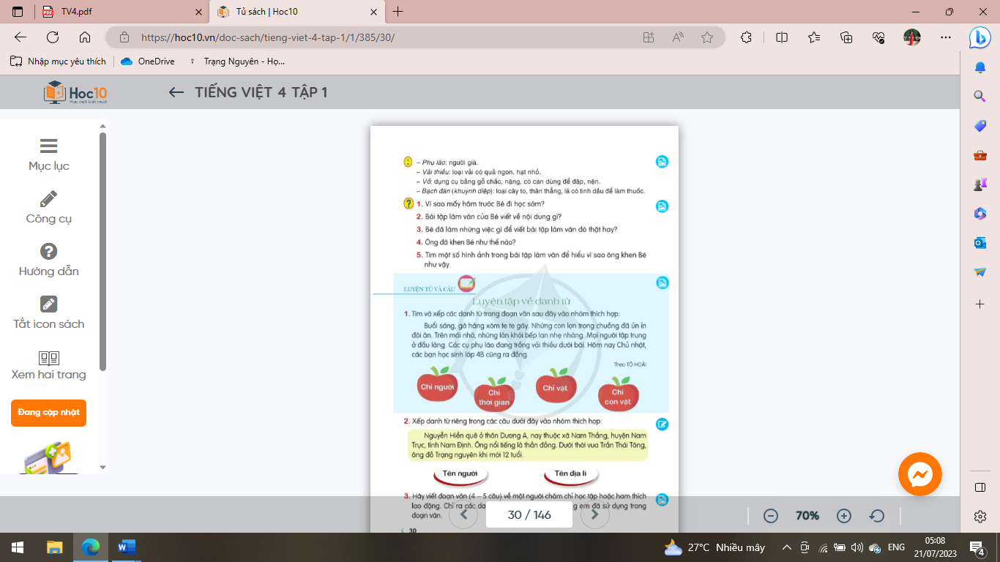 TV4.pdf
Tủ sách | Hoc10
https://hoc10.vn/doc-sach/tieng-viet-4-tap-1/1/385/30/
Nhập mục yêu thích
OneDrive
Trạng Nguyên - Họ...
Hoc10
Học một biết mười
TIẾNG VIỆT 4 TẬP 1
Mục lục
Công cụ
Hướng dẫn
Tắt icon sách
Xem hai trang
Đang cập nhật
– Phụ lão: người già.
– Vải thiều: loại vải có quả ngon, hạt nhỏ.
– Vồ: dụng cụ bằng gỗ chắc, nặng, có cán dùng để đập, nện.
– Bạch đàn (khuynh diệp): loại cây to, thân thẳng, lá có tinh dầu để làm thuốc.
? 1. Vì sao mấy hôm trước Bé đi học sớm?
2. Bài tập làm văn của Bé viết về nội dung gì?
3. Bé đã làm những việc gì để viết bài tập làm văn đó thật hay?
4. Ông đã khen Bé như thế nào?
5. Tìm một số hình ảnh trong bài tập làm văn để hiểu vì sao ông khen Bé
như vậy.
LUYỆN TỪ VÀ CÂU
Luyện tập về danh từ
1. Tìm và xếp các danh từ trong đoạn văn sau đây vào nhóm thích hợp:
Buổi sáng, gà hàng xóm te te gáy. Những con lợn trong chuồng đã ủn ỉn
đòi ăn. Trên mái nhà, những làn khói bếp lan nhẹ nhàng. Mọi người tập trung
ở đầu làng. Các cụ phụ lão đang trồng vải thiều dưới bãi. Hôm nay Chủ nhật,
các bạn học sinh lớp 4B cũng ra đồng.
Theo TÔ HOÀI
Chỉ người
Chỉ
thời gian
Chỉ vật
Chỉ
con vật
2. Xếp danh từ riêng trong các câu dưới đây vào nhóm thích hợp:
Nguyễn Hiền quê ở thôn Dương A, nay thuộc xã Nam Thắng, huyện Nam
Trực, tỉnh Nam Định. Ông nổi tiếng là thần đồng. Dưới thời vua Trần Thái Tông,
ông đỗ Trạng nguyên khi mới 12 tuổi.
Tên người
Tên địa lí
3. Hãy viết đoạn văn (4 – 5 câu) về một người chăm chỉ học tập hoặc ham thích
lao động. Chỉ ra các da em đã sử dụng trong
đoạn văn.
30
30 / 146
70%
27°C Nhiều mây
ENG
05:08
21/07/2023
4